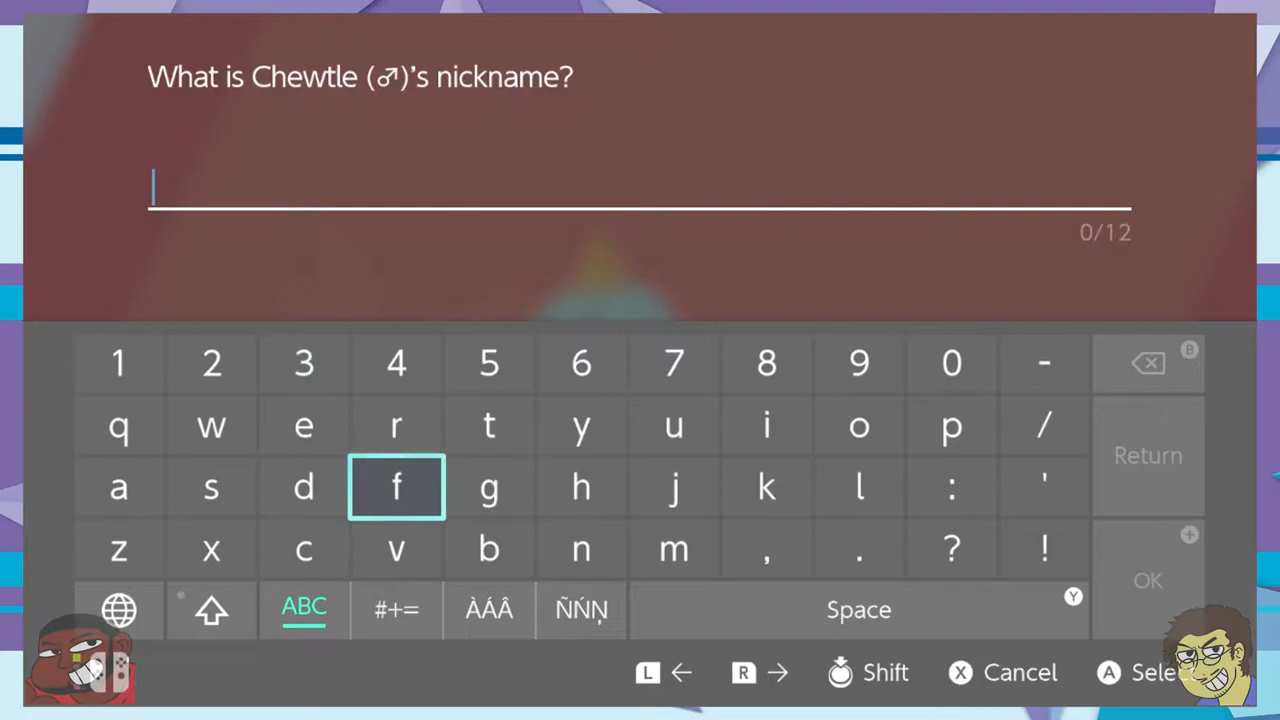 What is Chewtle (♂)'s nickname?
0/12
1 2 3 4 5 6 7 8 9 0 -
B
q w e r t y u i o p /
Return
a s d f g h j k l : '
z x c v b n m , . ? !
+
OK
ABC #+= ÀÁÂ ÑŃŅ Space Y
L ← R → Shift X Cancel A Selec